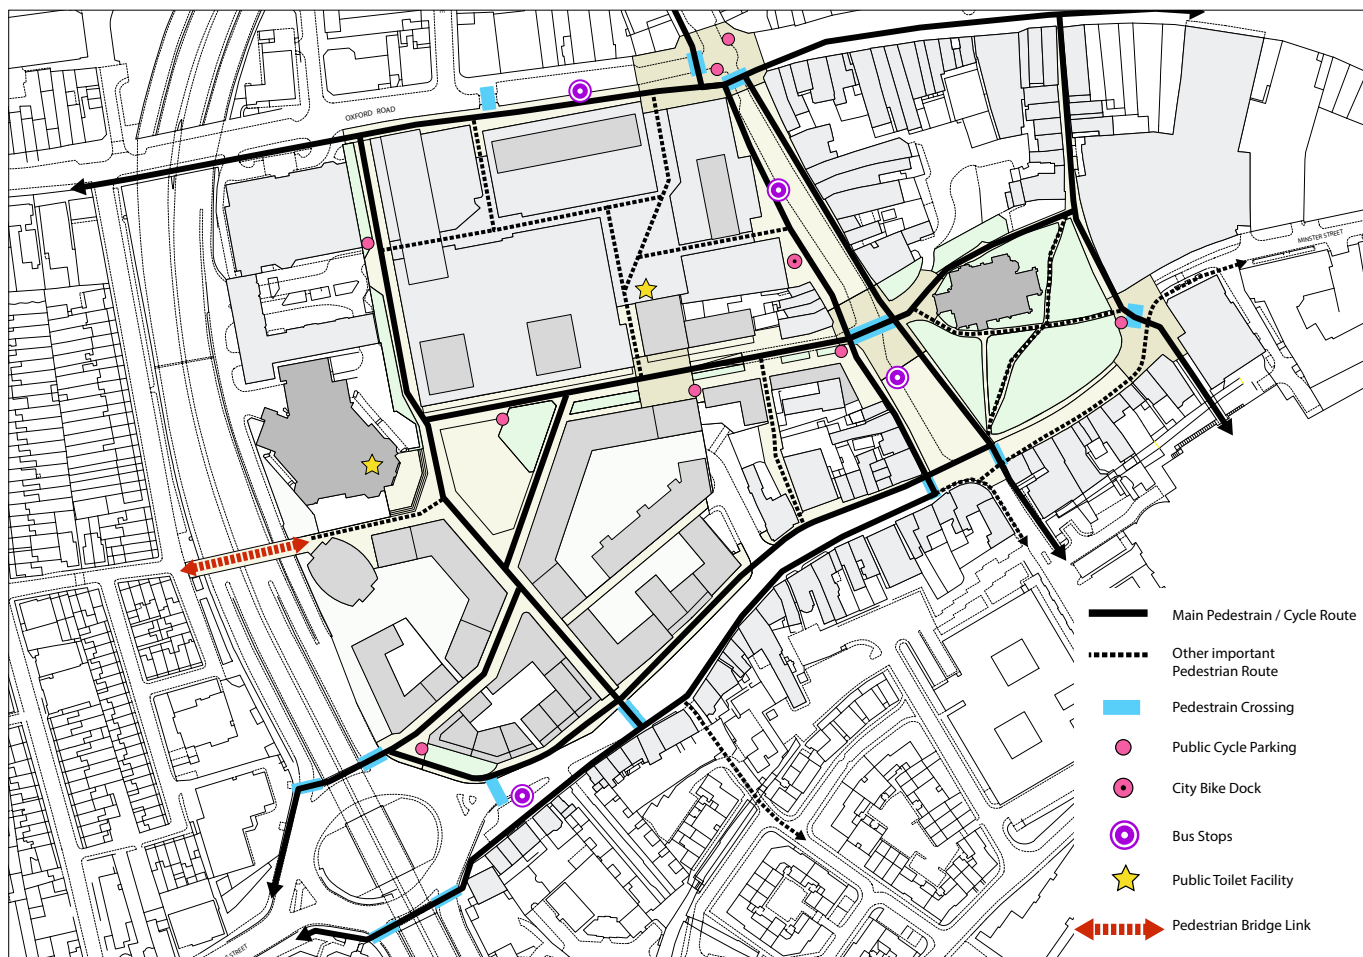 OXFORD ROAD
MINSTER STREET
STREET
Main Pedestrain / Cycle Route
Other important
Pedestrian Route
Pedestrain Crossing
Public Cycle Parking
City Bike Dock
Bus Stops
Public Toilet Facility
Pedestrian Bridge Link